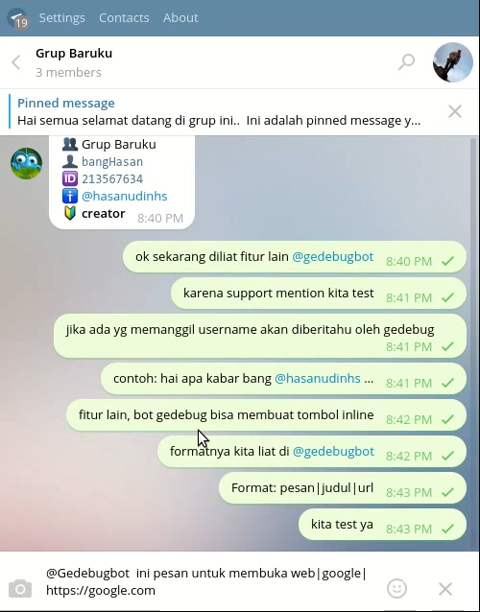 19
Settings Contacts About
Grup Baruku
3 members
Pinned message
Hai semua selamat datang di grup ini.. Ini adalah pinned message y...
Grup Baruku
bangHasan
ID 213567634
@hasanudinhs
creator 8:40 PM
ok sekarang diliat fitur lain @gedebugbot 8:40 PM
karena support mention kita test 8:41 PM
jika ada yg memanggil username akan diberitahu oleh gedebug
8:41 PM
contoh: hai apa kabar bang @hasanudinhs ... 8:41 PM
fitur lain, bot gedebug bisa membuat tombol inline 8:42 PM
formatnya kita liat di @gedebugbot 8:42 PM
Format: pesan|judul|url 8:43 PM
kita test ya 8:43 PM
@Gedebugbot ini pesan untuk membuka web|google|
https://google.com